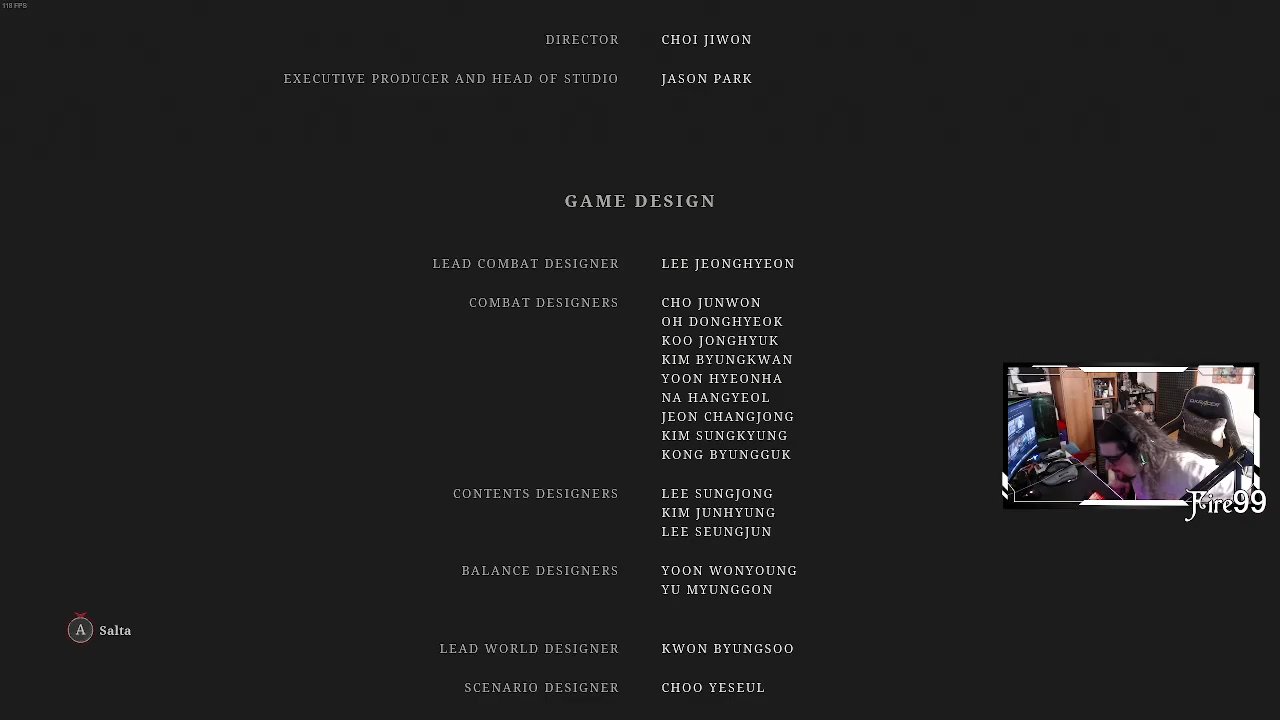 118 FPS
DIRECTOR CHOI JIWON
EXECUTIVE PRODUCER AND HEAD OF STUDIO JASON PARK
GAME DESIGN
LEAD COMBAT DESIGNER LEE JEONGHYEON
COMBAT DESIGNERS CHO JUNWON
OH DONGHYEOK
KOO JONGHYUK
KIM BYUNGKWAN
YOON HYEONHA
NA HANGYEOL
JEON CHANGJONG
KIM SUNGKYUNG
KONG BYUNGGUK
CONTENTS DESIGNERS LEE SUNGJONG
KIM JUNHYUNG
LEE SEUNGJUN
Fire99
BALANCE DESIGNERS YOON WONYOUNG
YU MYUNGGON
A Salta
LEAD WORLD DESIGNER KWON BYUNGSOO
SCENARIO DESIGNER CHOO YESEUL